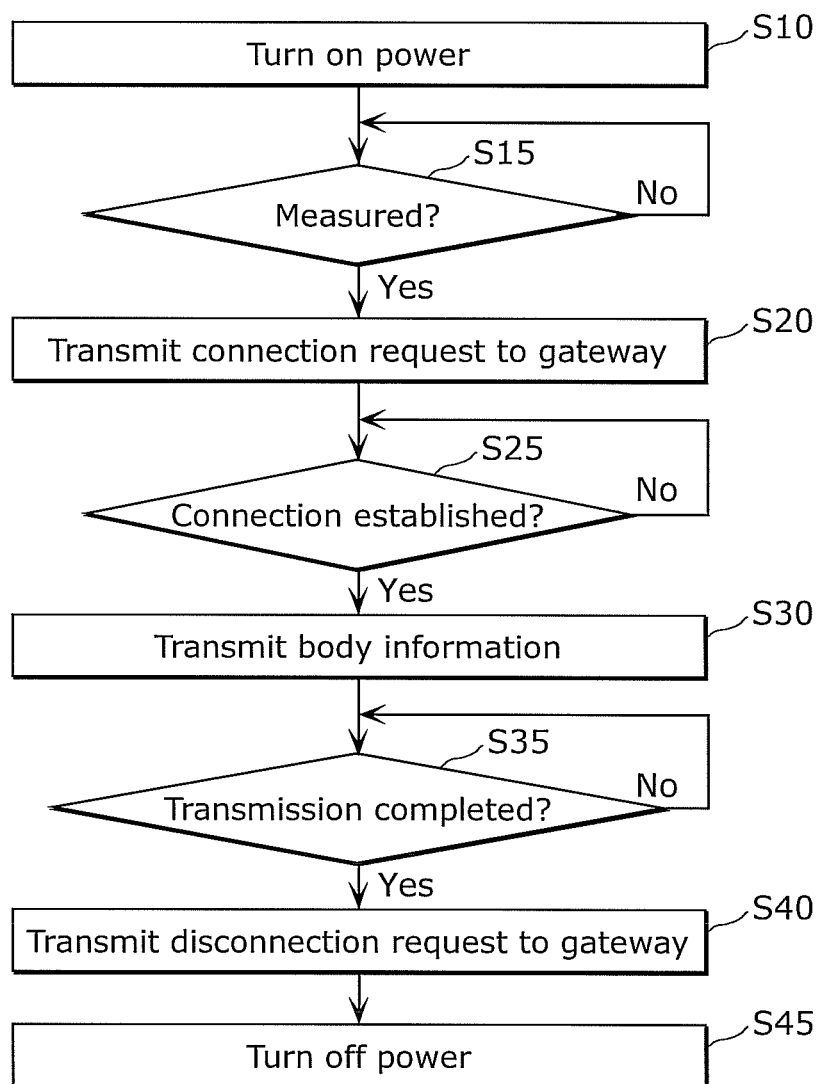 S10
Turn on power
S15
No
Measured?
Yes
S20
Transmit connection request to gateway
S25
No
Connection established?
Yes
S30
Transmit body information
S35
No
Transmission completed?
Yes
S40
Transmit disconnection request to gateway
S45
Turn off power